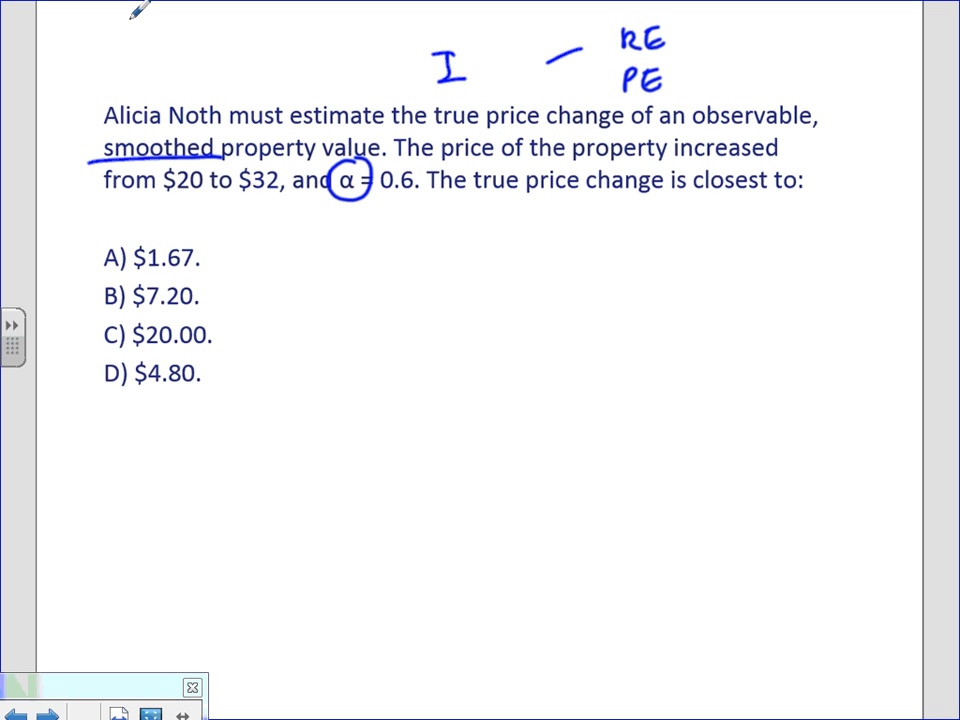 I — RE
PE
Alicia Noth must estimate the true price change of an observable,
smoothed property value. The price of the property increased
from $20 to $32, and α = 0.6. The true price change is closest to:
A) $1.67.
B) $7.20.
C) $20.00.
D) $4.80.